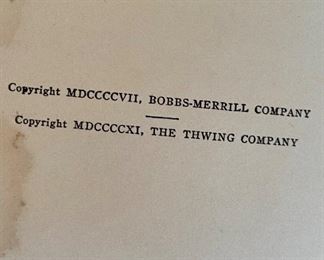 Copyright MDCCCCVII, BOBBS-MERRILL COMPANY
Copyright MDCCCCXI, THE THWING COMPANY